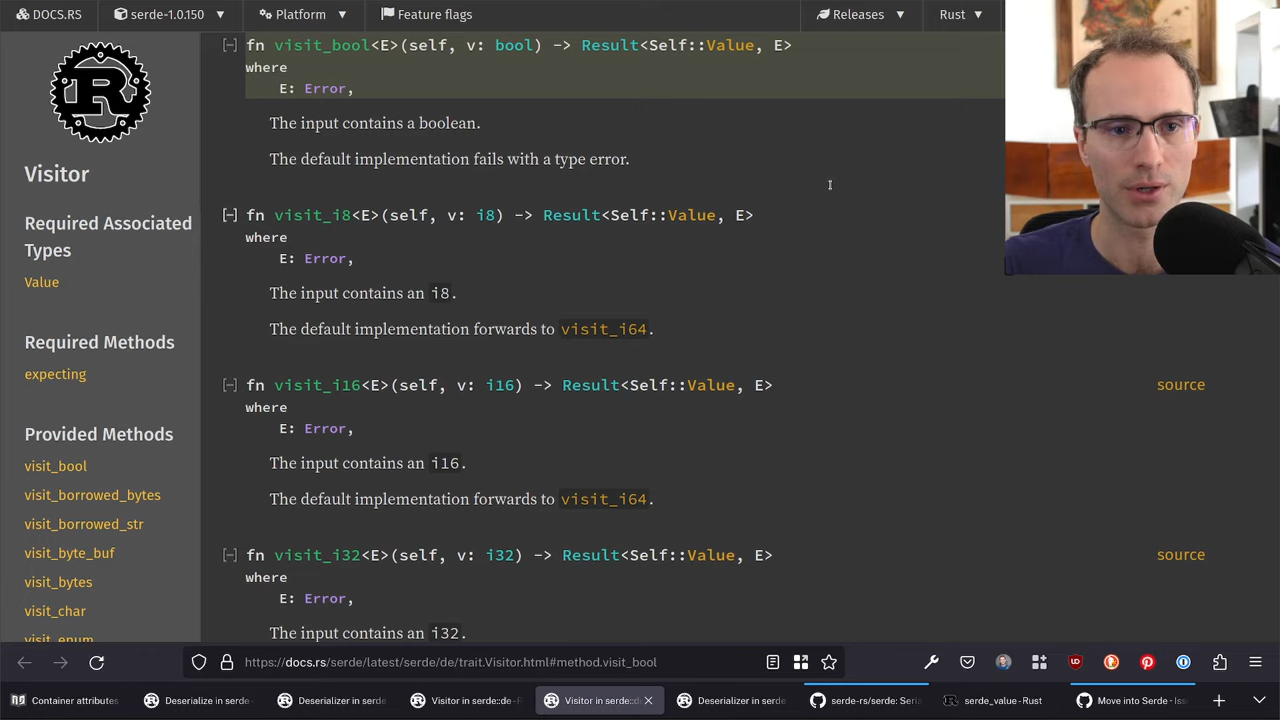 DOCS.RS
serde-1.0.150
Platform
Feature flags
Releases
Rust
Visitor
Required Associated
Types
Value
Required Methods
expecting
Provided Methods
visit_bool
visit_borrowed_bytes
visit_borrowed_str
visit_byte_buf
visit_bytes
visit_char
visit_enum
[−] fn visit_bool<E>(self, v: bool) -> Result<Self::Value, E>
where
E: Error,
The input contains a boolean.
The default implementation fails with a type error.
[−] fn visit_i8<E>(self, v: i8) -> Result<Self::Value, E>
where
E: Error,
The input contains an i8.
The default implementation forwards to visit_i64.
[−] fn visit_i16<E>(self, v: i16) -> Result<Self::Value, E>
source
where
E: Error,
The input contains an i16.
The default implementation forwards to visit_i64.
[−] fn visit_i32<E>(self, v: i32) -> Result<Self::Value, E>
source
where
E: Error,
The input contains an i32.
https://docs.rs/serde/latest/serde/de/trait.Visitor.html#method.visit_bool
Container attributes
Deserialize in serde
Deserializer in serde
Visitor in serde::de - R
Visitor in serde::d
Deserializer in serde
serde-rs/serde: Seria
serde_value - Rust
Move into Serde - Iss